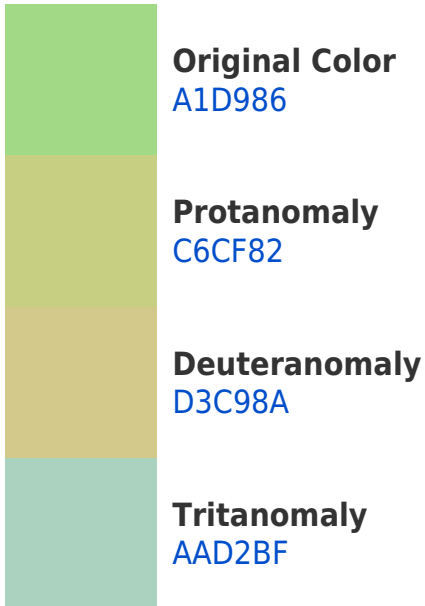 Original Color
A1D986
Protanomaly
C6CF82
Deuteranomaly
D3C98A
Tritanomaly
AAD2BF